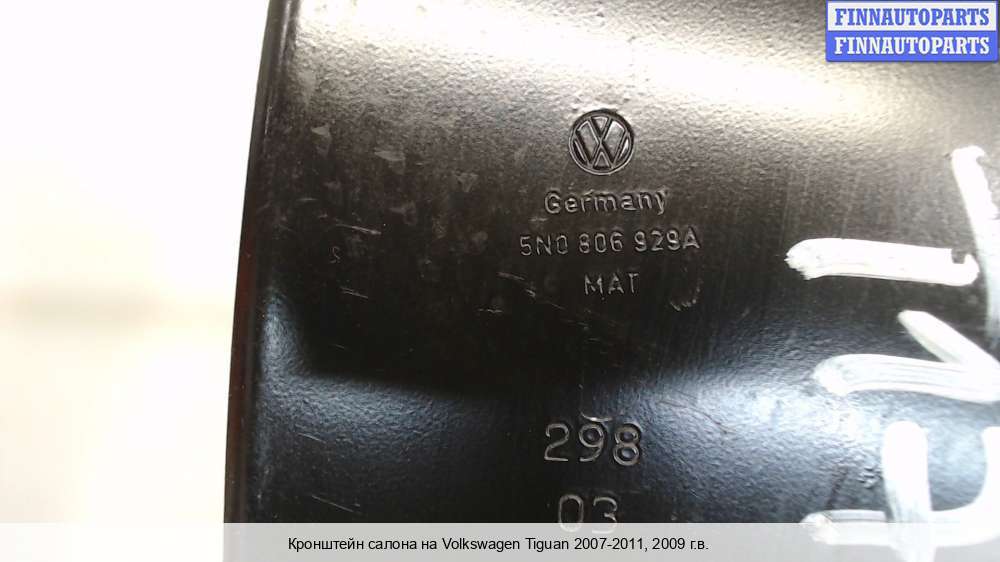 FINNAUTOPARTS
FINNAUTOPARTS
Germany
5N0 806 929A
MAT
298
03
Кронштейн салона на Volkswagen Tiguan 2007-2011, 2009 г.в.